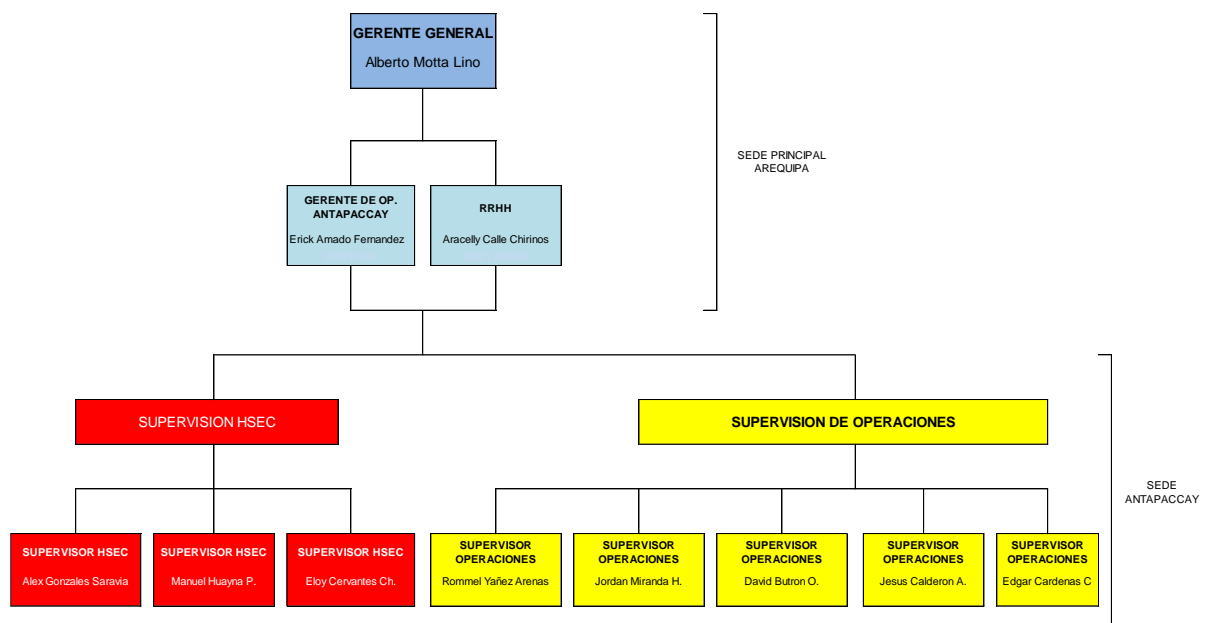 GERENTE GENERAL
Alberto Motta Lino
SEDE PRINCIPAL
AREQUIPA
GERENTE DE OP.
ANTAPACCAY
Erick Amado Fernandez
RRHH
Aracelly Calle Chirinos
SUPERVISION HSEC
SUPERVISION DE OPERACIONES
SEDE
ANTAPACCAY
SUPERVISOR HSEC
Alex Gonzales Saravia
SUPERVISOR HSEC
Manuel Huayna P.
SUPERVISOR HSEC
Eloy Cervantes Ch.
SUPERVISOR
OPERACIONES
Rommel Yañez Arenas
SUPERVISOR
OPERACIONES
Jordan Miranda H.
SUPERVISOR
OPERACIONES
David Butron O.
SUPERVISOR
OPERACIONES
Jesus Calderon A.
SUPERVISOR
OPERACIONES
Edgar Cardenas C